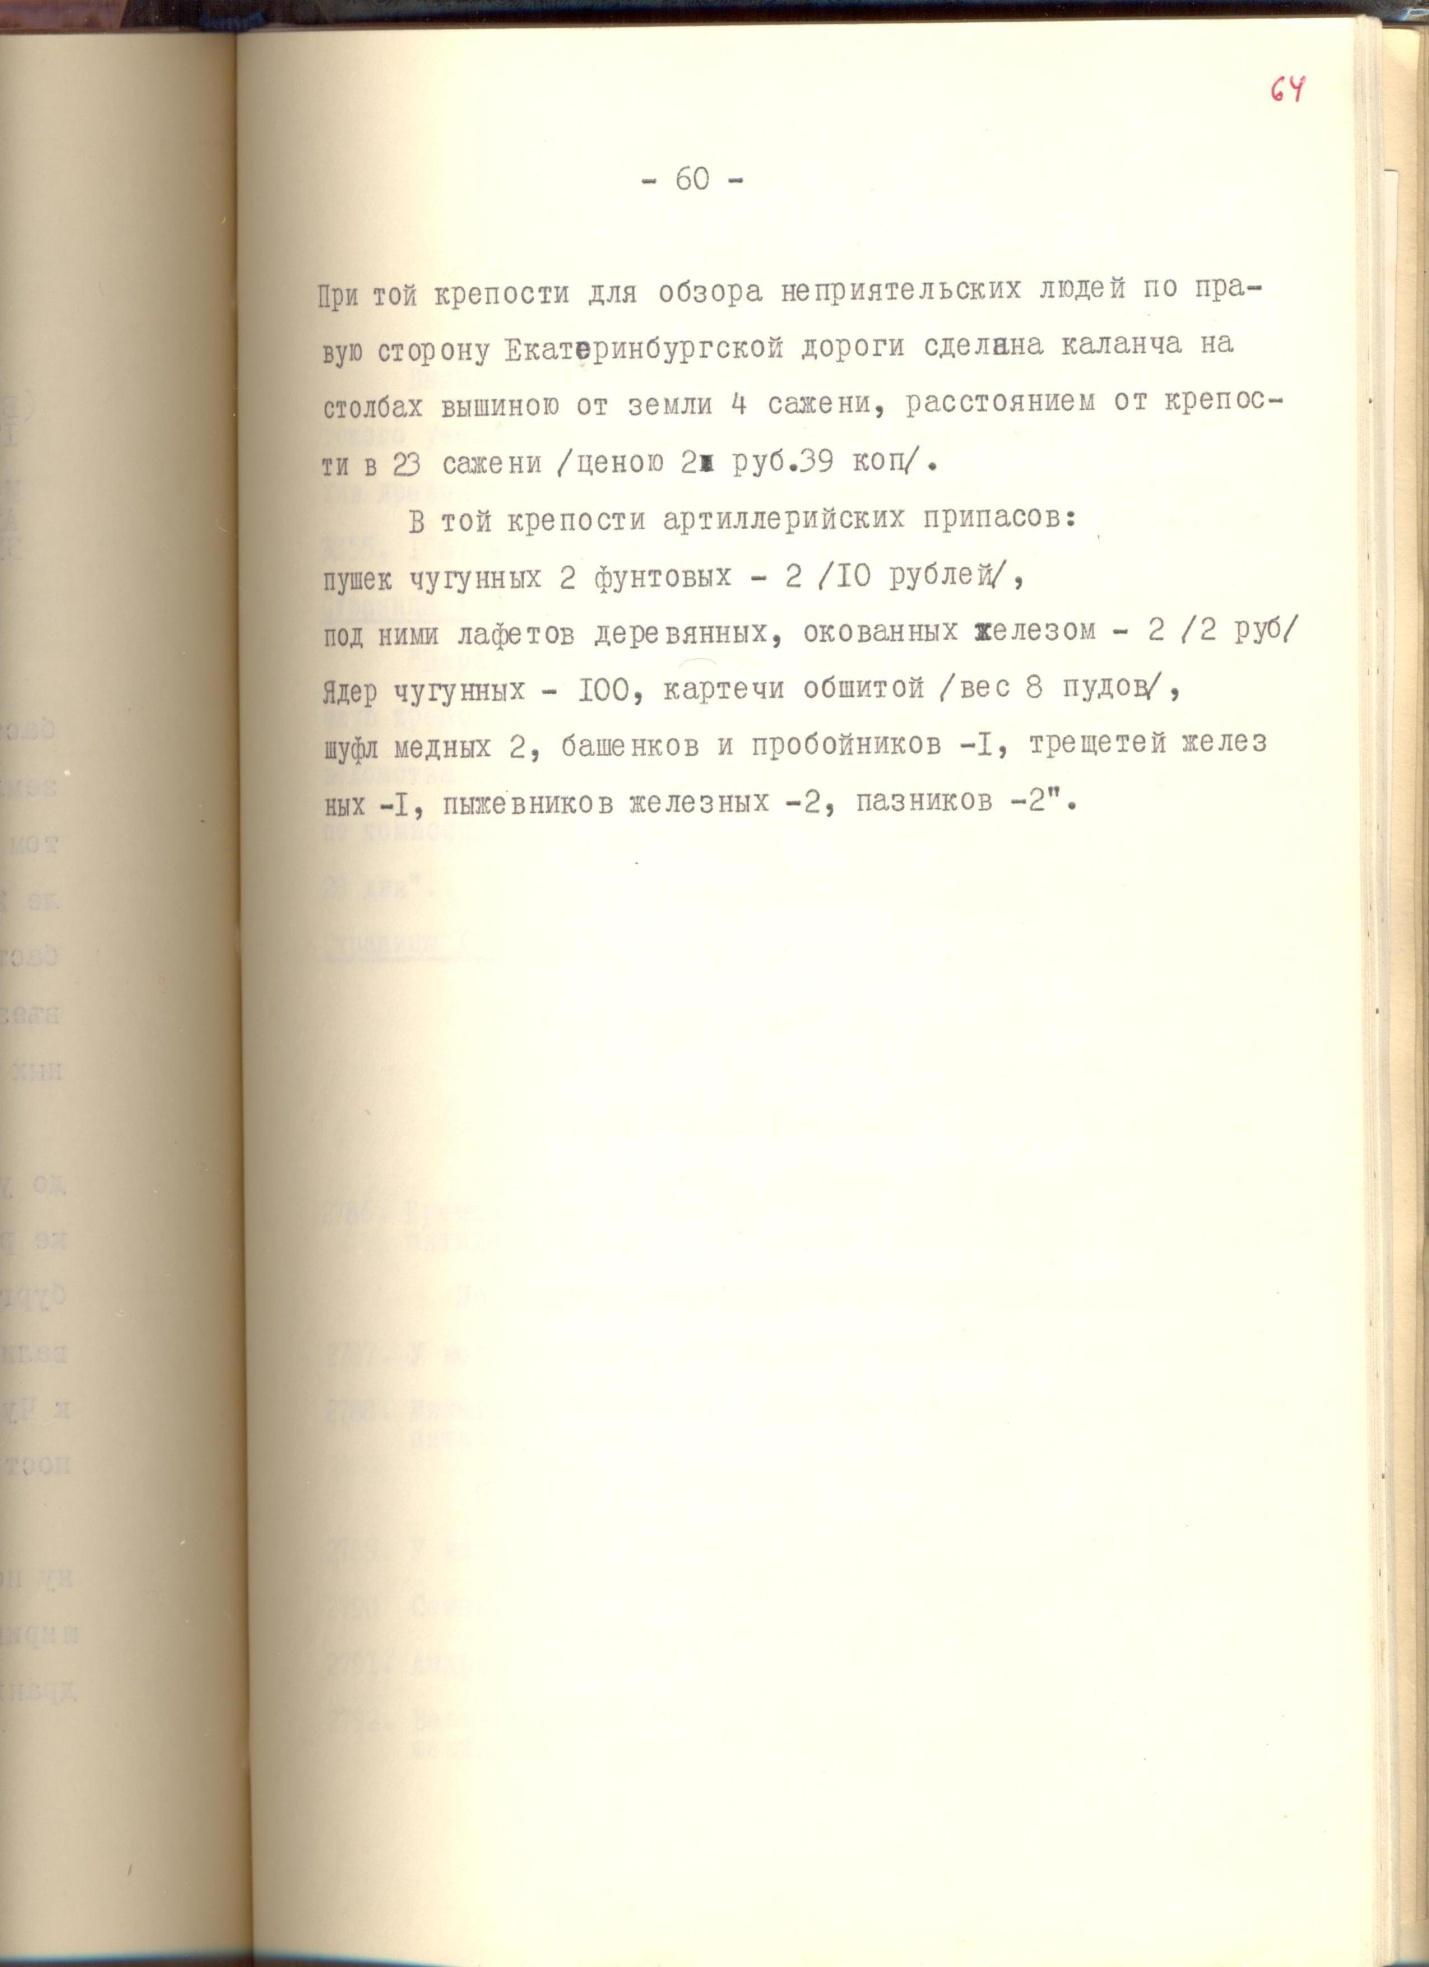 64
- 60 -
При той крепости для обзора неприятельских людей по пра-
вую сторону Екатеринбургской дороги сделана каланча на
столбах вышиною от земли 4 сажени, расстоянием от крепос-
ти в 23 сажени /ценою 2 руб.39 коп/.
В той крепости артиллерийских припасов:
пушек чугунных 2 фунтовых - 2 /10 рублей/,
под ними лафетов деревянных, окованных железом - 2 /2 руб/
Ядер чугунных - 100, картечи обшитой /вес 8 пудов/,
шуфл медных 2, башенков и пробойников -I, трещетей желез
ных -I, пыжевников железных -2, пазников -2".